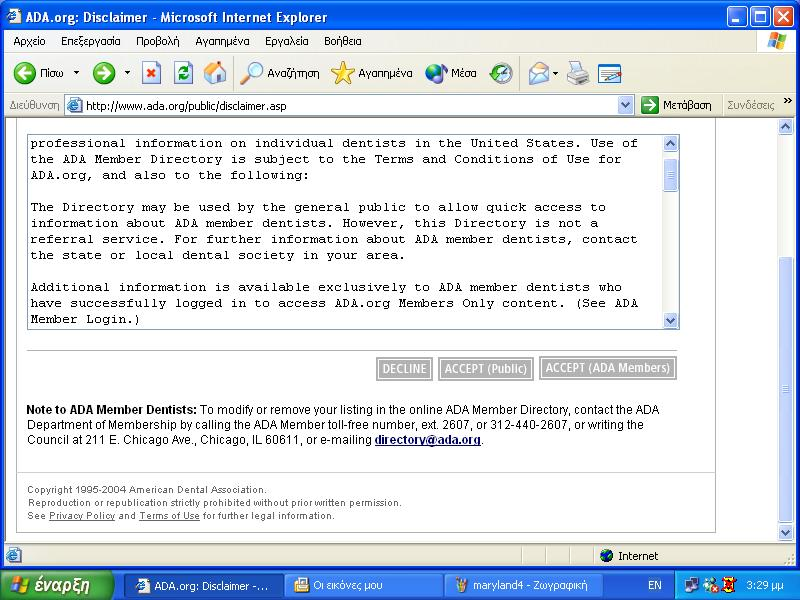 ADA.org: Disclaimer - Microsoft Internet Explorer
Αρχείο Επεξεργασία Προβολή Αγαπημένα Εργαλεία Βοήθεια
Πίσω Αναζήτηση Αγαπημένα Μέσα
Διεύθυνση http://www.ada.org/public/disclaimer.asp Μετάβαση Συνδέσεις »
professional information on individual dentists in the United States. Use of
the ADA Member Directory is subject to the Terms and Conditions of Use for
ADA.org, and also to the following:
The Directory may be used by the general public to allow quick access to
information about ADA member dentists. However, this Directory is not a
referral service. For further information about ADA member dentists, contact
the state or local dental society in your area.
Additional information is available exclusively to ADA member dentists who
have successfully logged in to access ADA.org Members Only content. (See ADA
Member Login.)
DECLINE ACCEPT (Public) ACCEPT (ADA Members)
Note to ADA Member Dentists: To modify or remove your listing in the online ADA Member Directory, contact the ADA
Department of Membership by calling the ADA Member toll-free number, ext. 2607, or 312-440-2607, or writing the
Council at 211 E. Chicago Ave., Chicago, IL 60611, or e-mailing directory@ada.org.
Copyright 1995-2004 American Dental Association.
Reproduction or republication strictly prohibited without prior written permission.
See Privacy Policy and Terms of Use for further legal information.
Internet
έναρξη ADA.org: Disclaimer -... Οι εικόνες μου maryland4 - Ζωγραφική EN 3:29 μμ